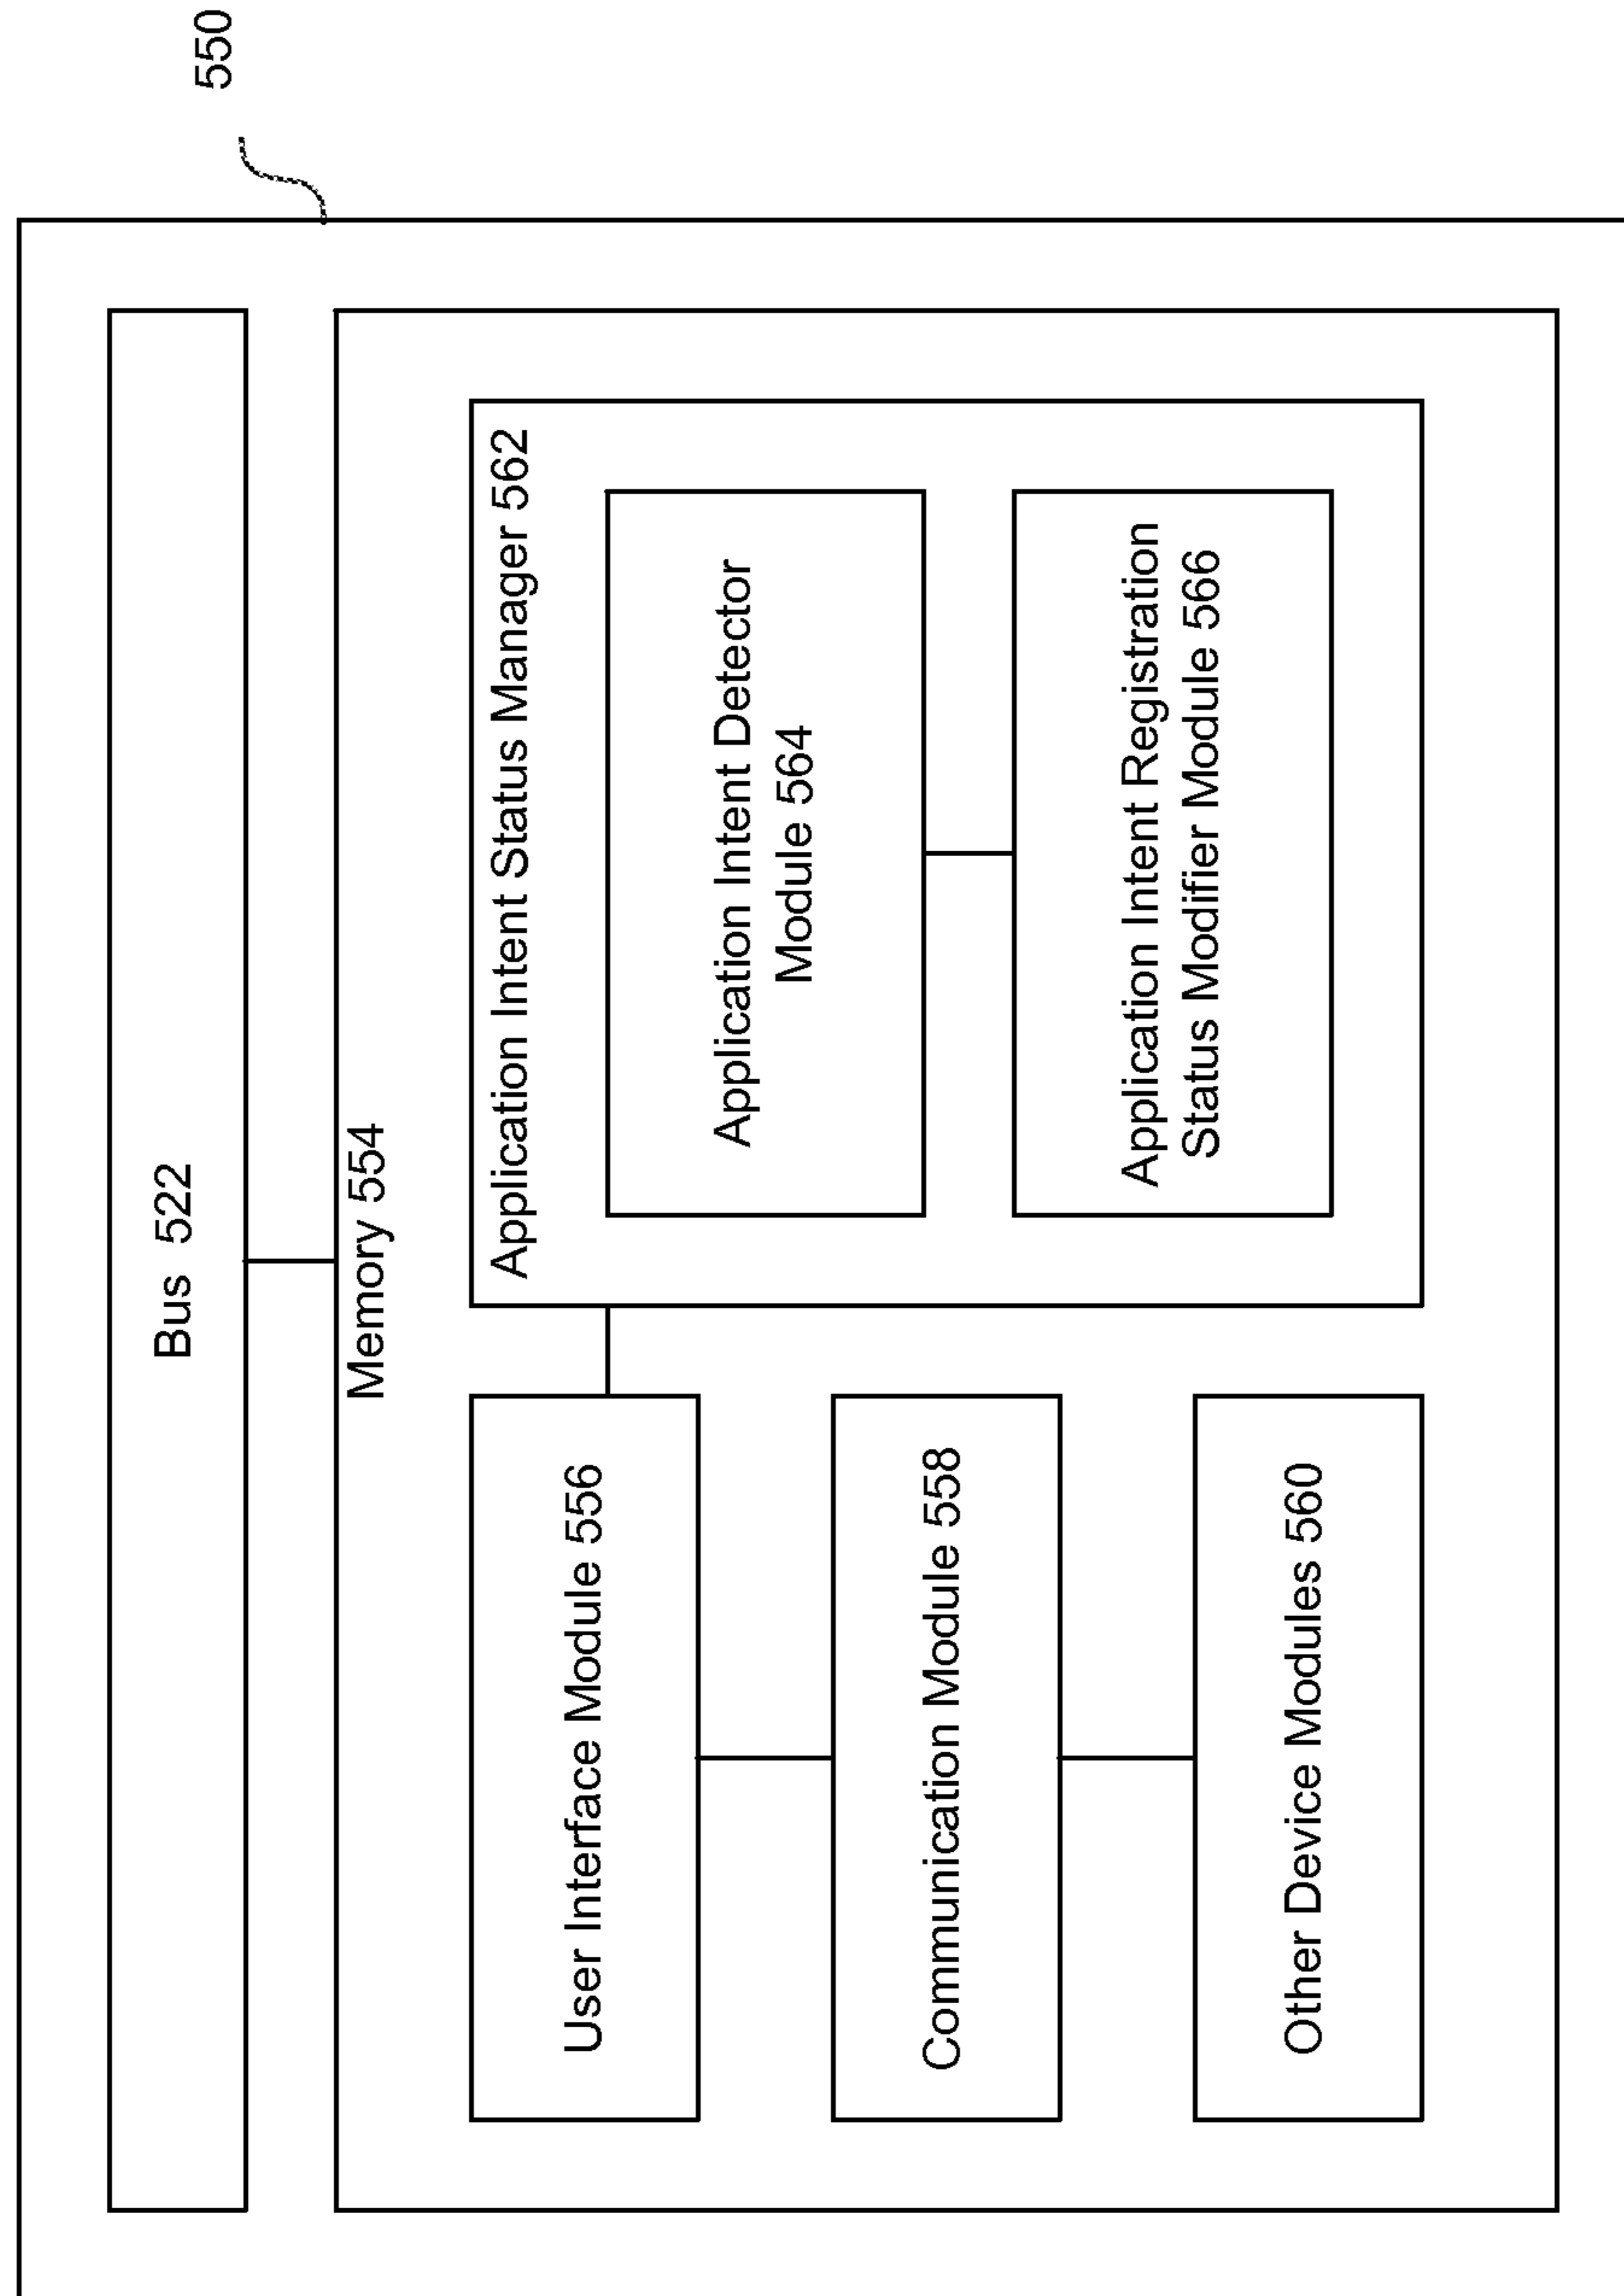 550
Bus 522
Memory 554
User Interface Module 556
Communication Module 558
Other Device Modules 560
Application Intent Status Manager 562
Application Intent Detector
Module 564
Application Intent Registration
Status Modifier Module 566